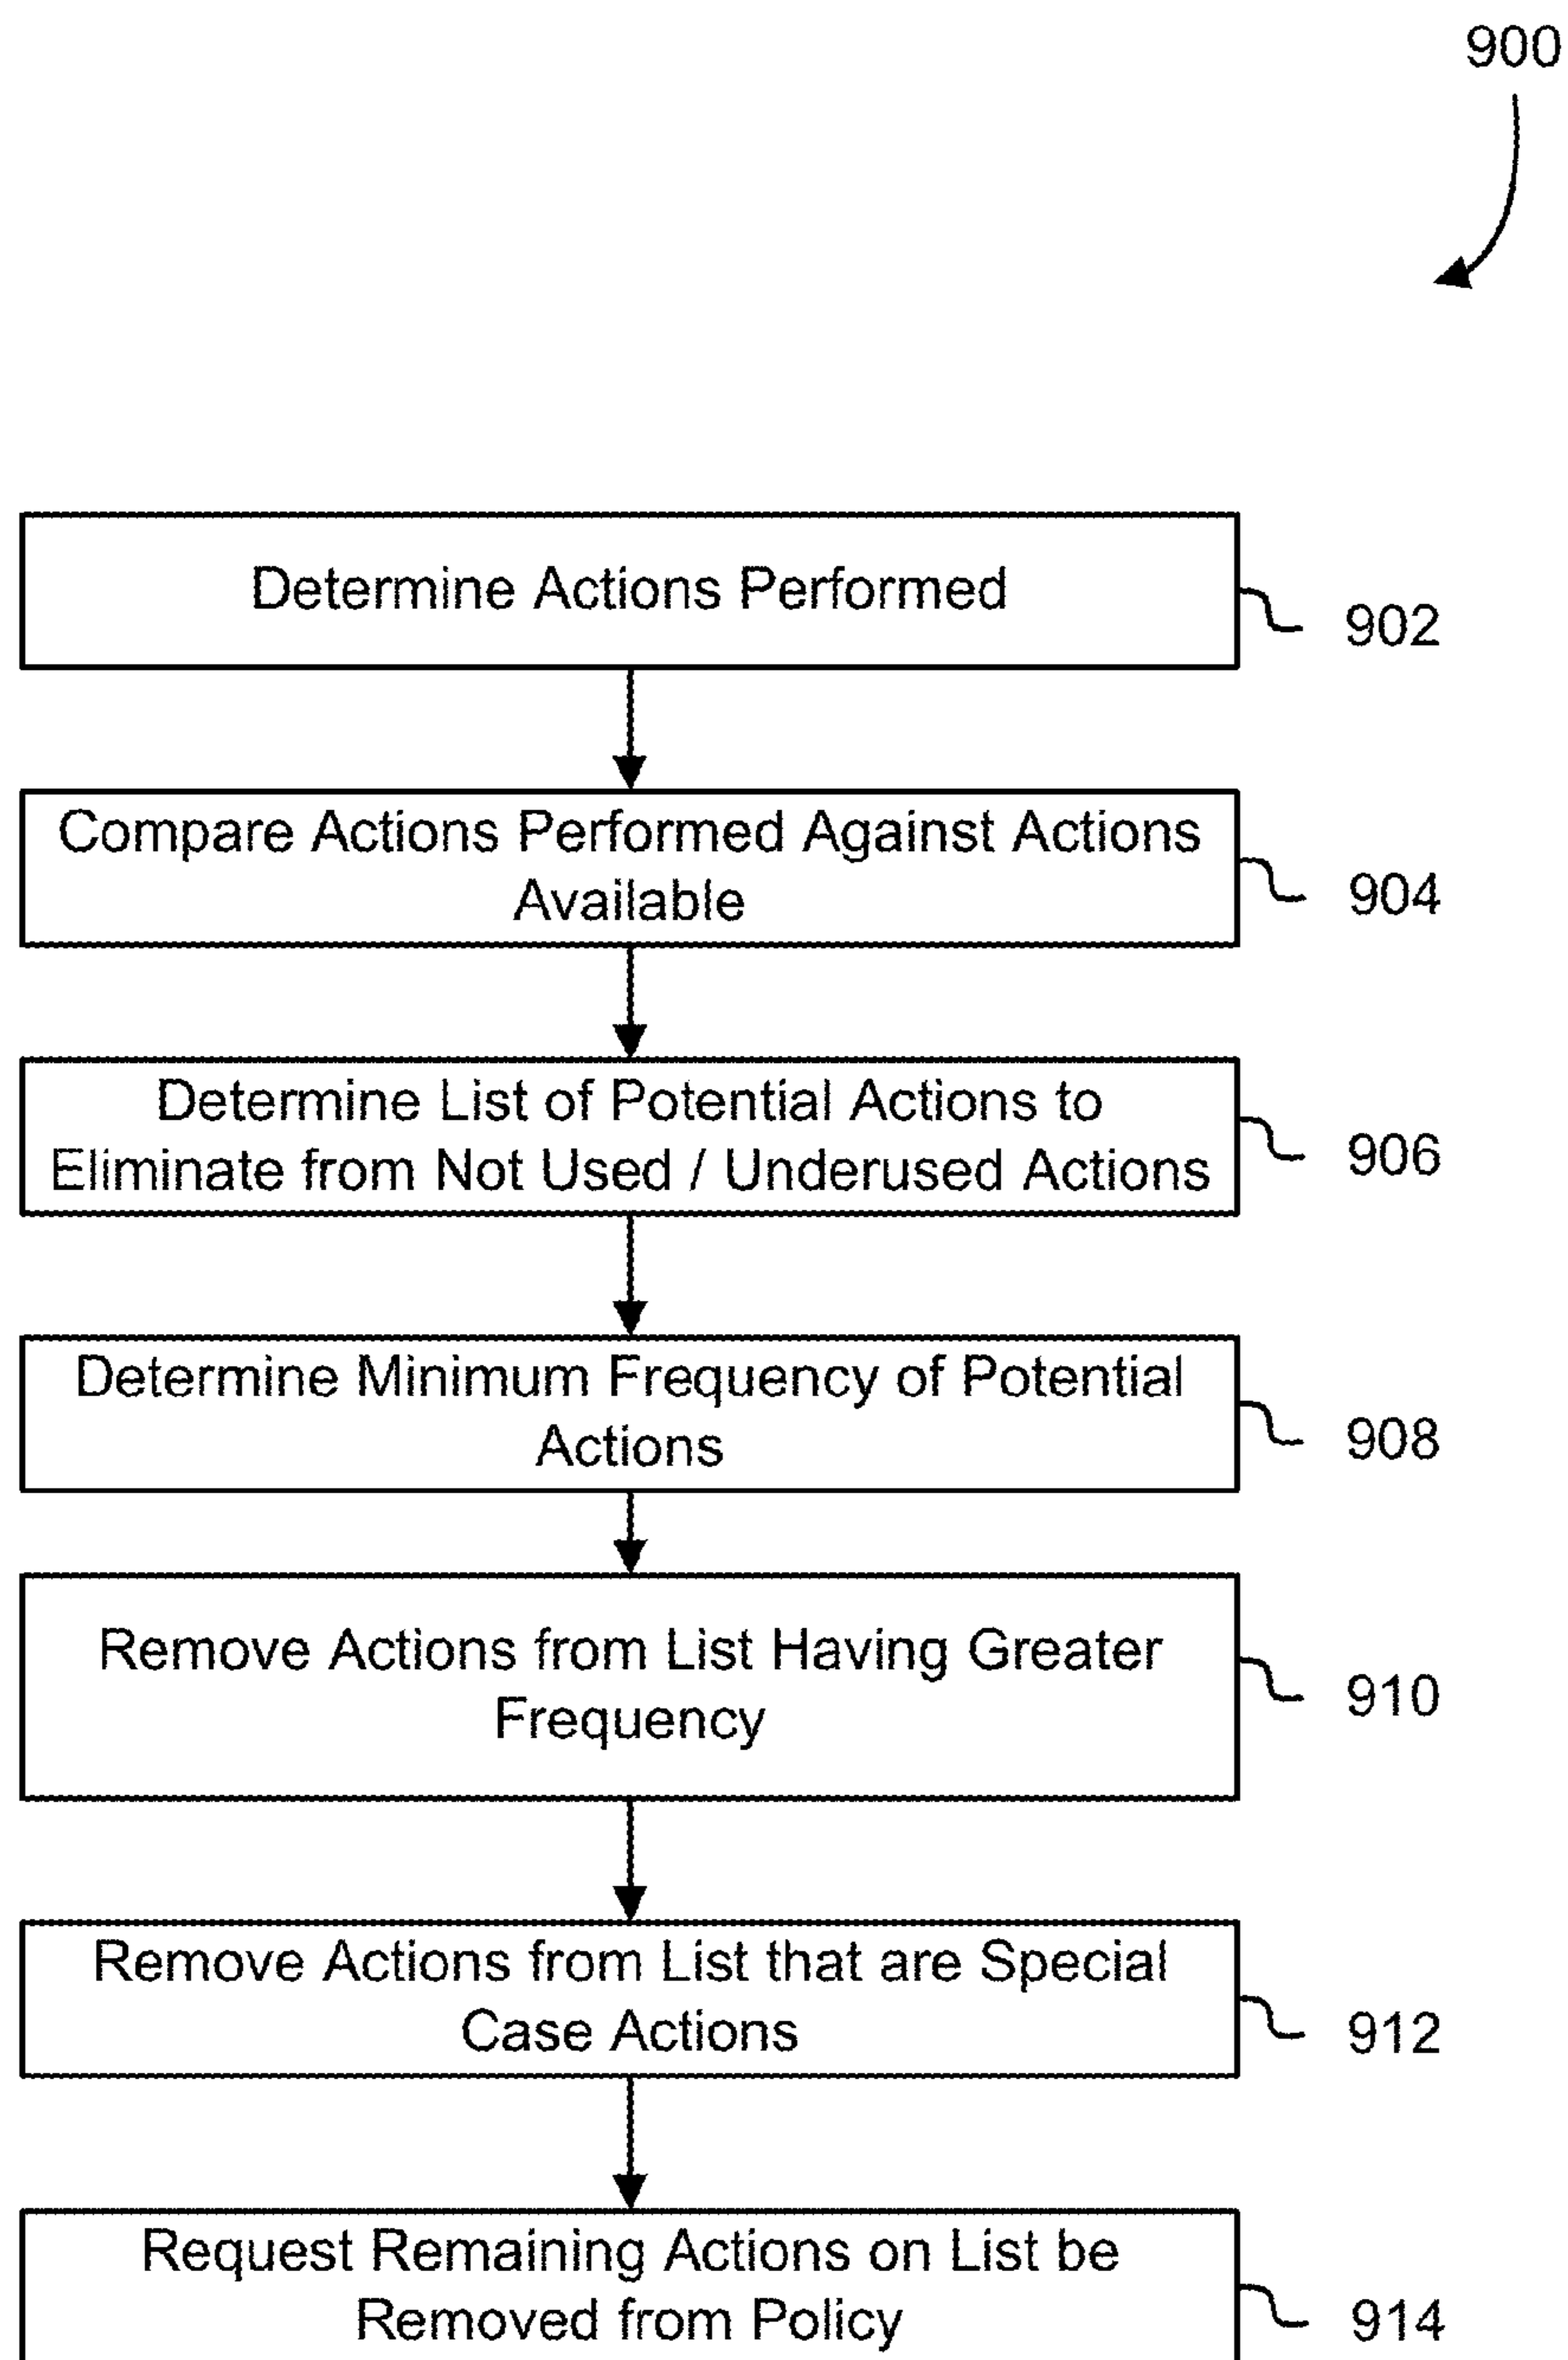 900
Determine Actions Performed
902
Compare Actions Performed Against Actions
Available
904
Determine List of Potential Actions to
Eliminate from Not Used / Underused Actions
906
Determine Minimum Frequency of Potential
Actions
908
Remove Actions from List Having Greater
Frequency
910
Remove Actions from List that are Special
Case Actions
912
Request Remaining Actions on List be
Removed from Policy
914